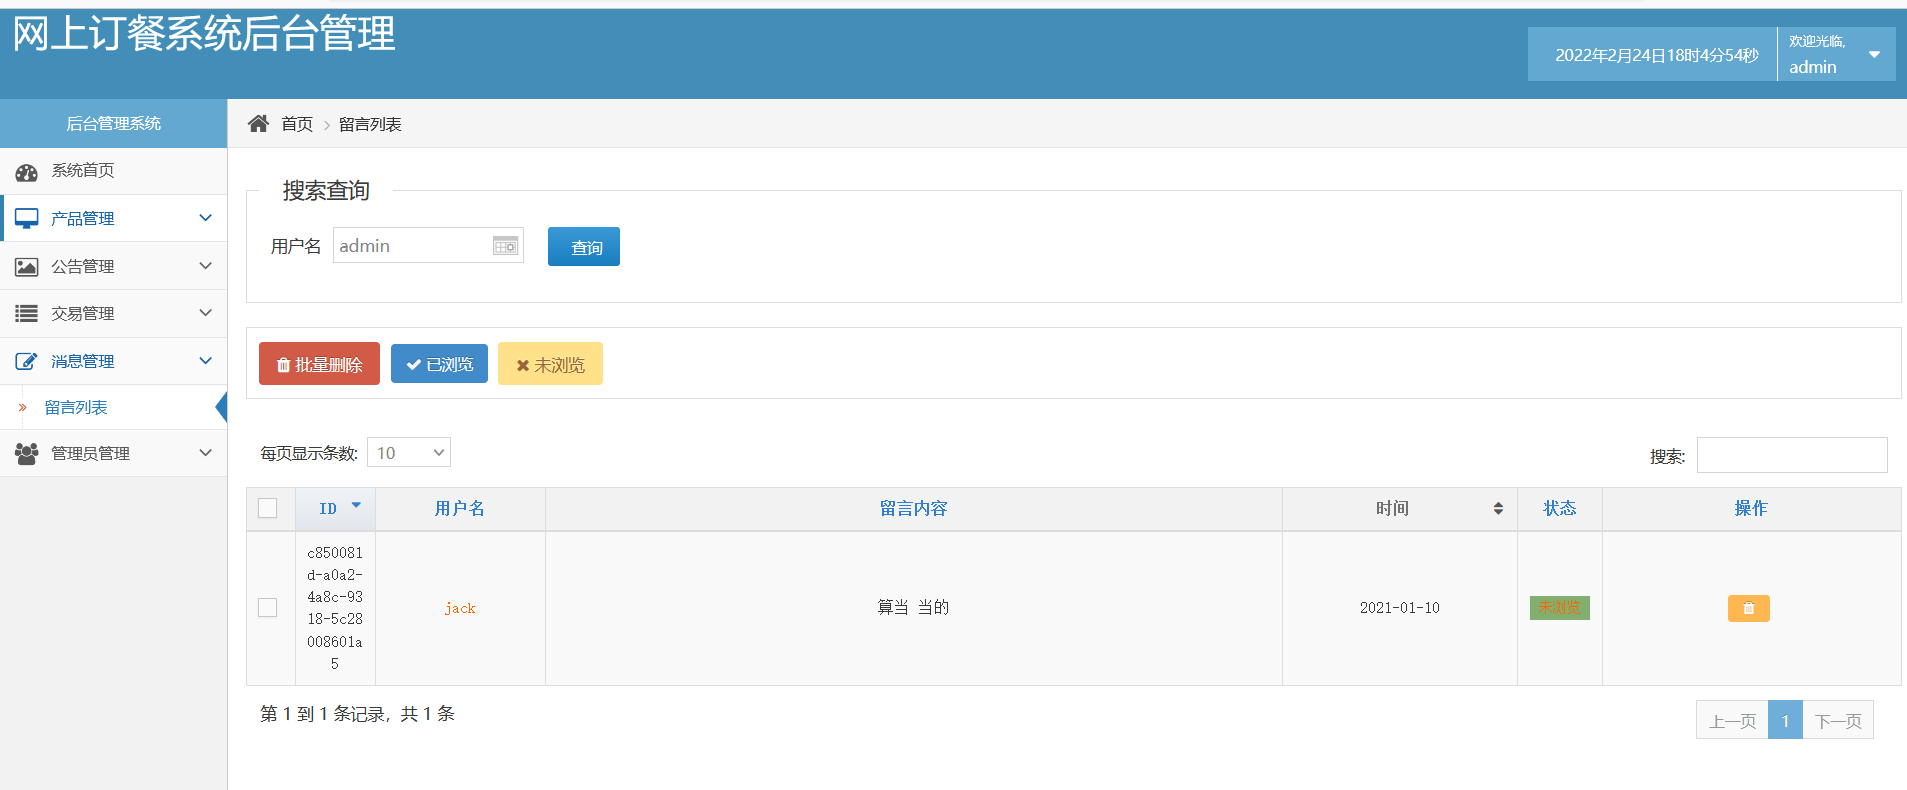 网上订餐系统后台管理
2022年2月24日18时4分54秒
欢迎光临,
admin
后台管理系统
首页
留言列表
系统首页
产品管理
公告管理
交易管理
消息管理
留言列表
管理员管理
搜索查询
用户名 admin 查询
批量删除 已浏览 未浏览
每页显示条数: 10
搜索:
ID 用户名 留言内容 时间 状态 操作
c850081
d-a0a2-
4a8c-93
18-5c28
008601a
5
jack 算当 当的 2021-01-10 未浏览
第 1 到 1 条记录，共 1 条
上一页 1 下一页